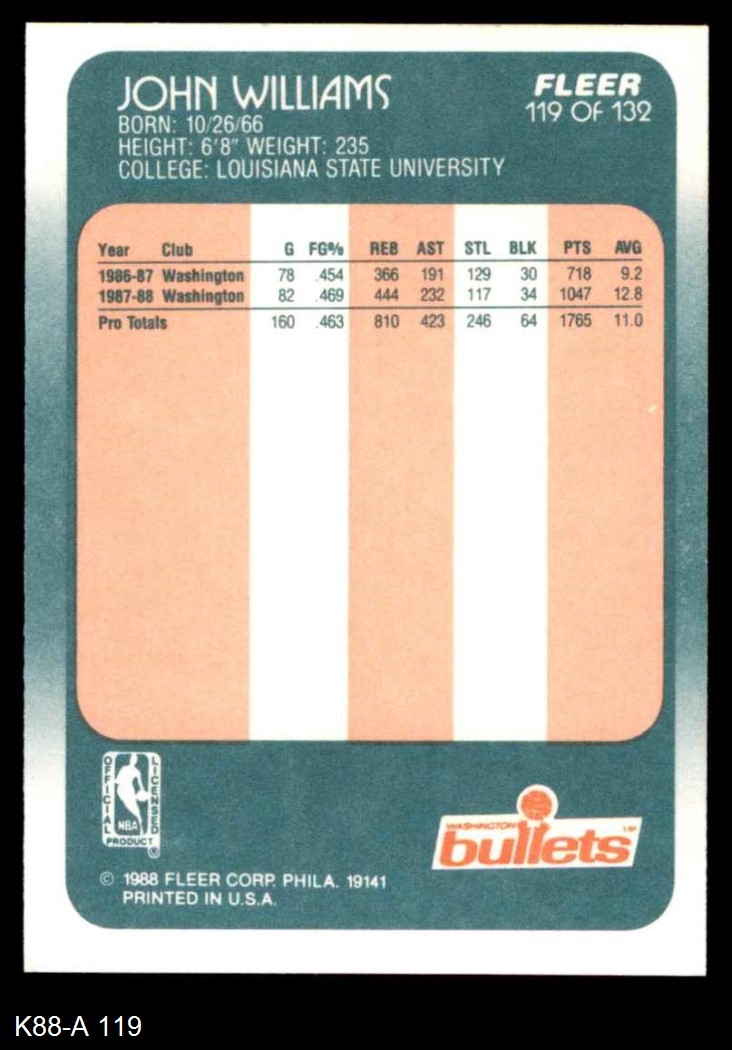 JOHN WILLIAMS
BORN: 10/26/66
HEIGHT: 6'8" WEIGHT: 235
COLLEGE: LOUISIANA STATE UNIVERSITY
FLEER
119 OF 132
Year Club G FG% REB AST STL BLK PTS AVG
1986-87 Washington 78 .454 366 191 129 30 718 9.2
1987-88 Washington 82 .469 444 232 117 34 1047 12.8
Pro Totals 160 .463 810 423 246 64 1765 11.0
OFFICIAL LICENSED
NBA
PRODUCT
®
WASHINGTON
bullets
© 1988 FLEER CORP. PHILA. 19141
PRINTED IN U.S.A.
K88-A 119